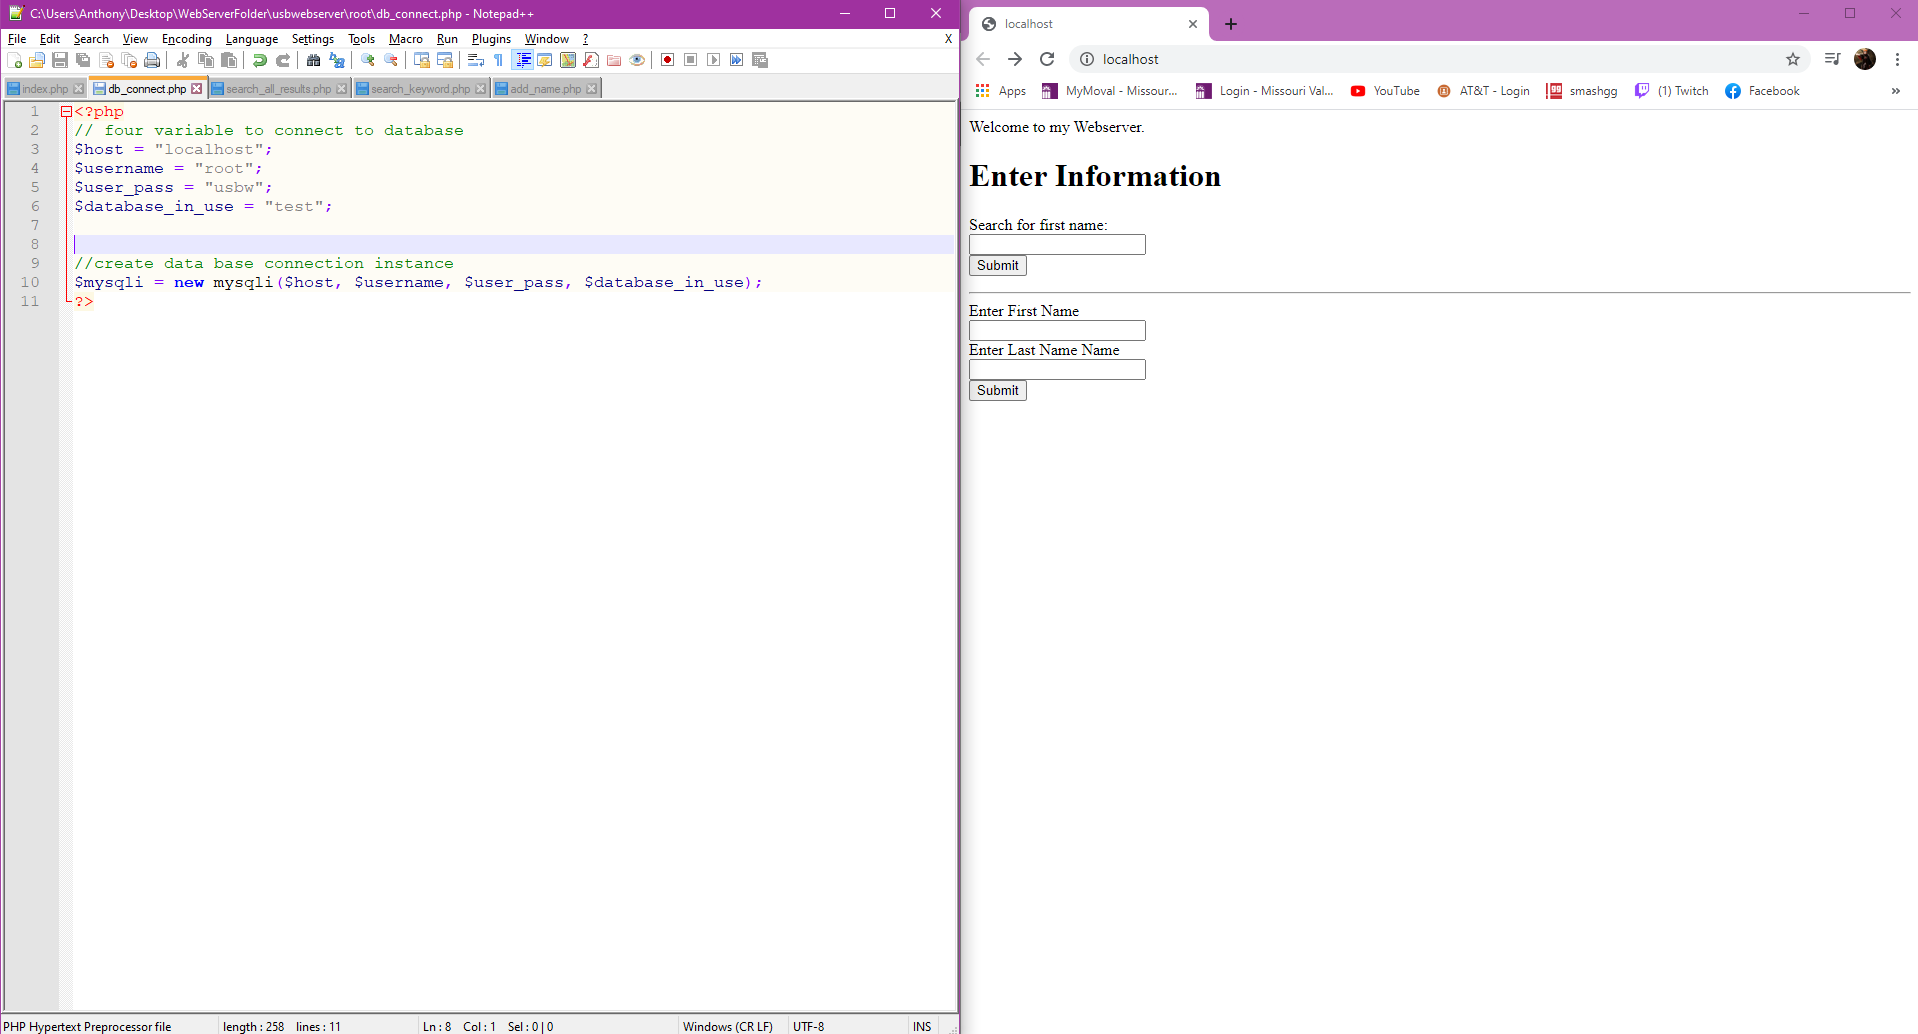 C:\Users\Anthony\Desktop\WebServerFolder\usbwebserver\root\db_connect.php - Notepad++
File Edit Search View Encoding Language Settings Tools Macro Run Plugins Window ? X
index.php db_connect.php search_all_results.php search_keyword.php add_name.php
1 <?php
2 // four variable to connect to database
3 $host = "localhost";
4 $username = "root";
5 $user_pass = "usbw";
6 $database_in_use = "test";
7
8
9 //create data base connection instance
10 $mysqli = new mysqli($host, $username, $user_pass, $database_in_use);
11 ?>
PHP Hypertext Preprocessor file length : 258 lines : 11 Ln : 8 Col : 1 Sel : 0 | 0 Windows (CR LF) UTF-8 INS
localhost
localhost
Apps MyMoval - Missour... Login - Missouri Val... YouTube AT&T - Login smashgg (1) Twitch Facebook »
Welcome to my Webserver.
Enter Information
Search for first name:
Submit
Enter First Name
Enter Last Name Name
Submit